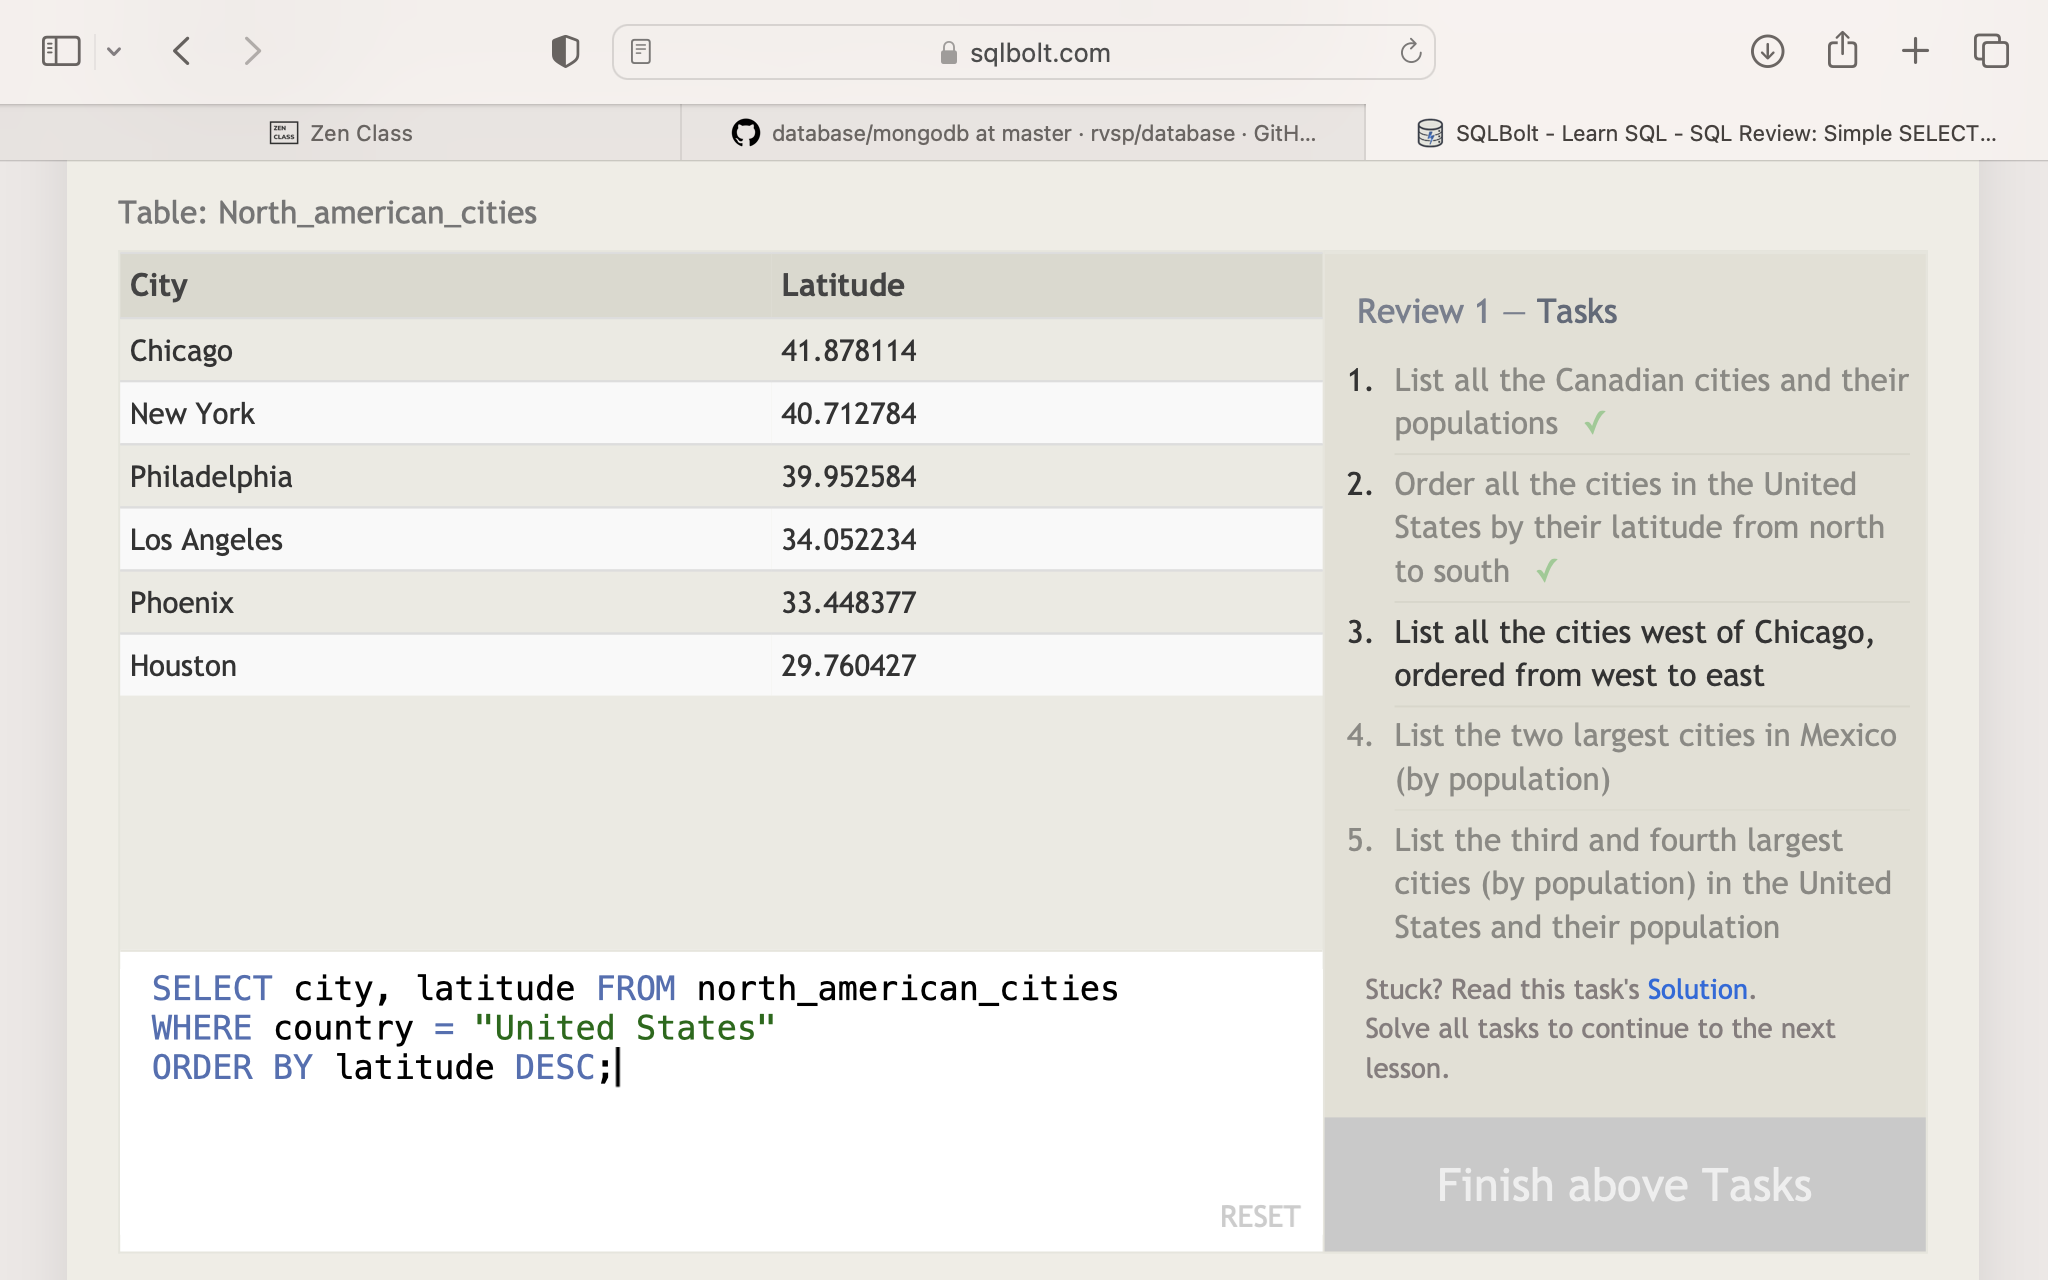 sqlbolt.com
ZEN CLASS Zen Class
database/mongodb at master · rvsp/database · GitH...
SQLBolt - Learn SQL - SQL Review: Simple SELECT...
Table: North_american_cities
City Latitude
Chicago 41.878114
New York 40.712784
Philadelphia 39.952584
Los Angeles 34.052234
Phoenix 33.448377
Houston 29.760427
SELECT city, latitude FROM north_american_cities
WHERE country = "United States"
ORDER BY latitude DESC;
RESET
Review 1 — Tasks
1. List all the Canadian cities and their
populations ✓
2. Order all the cities in the United
States by their latitude from north
to south ✓
3. List all the cities west of Chicago,
ordered from west to east
4. List the two largest cities in Mexico
(by population)
5. List the third and fourth largest
cities (by population) in the United
States and their population
Stuck? Read this task's Solution.
Solve all tasks to continue to the next
lesson.
Finish above Tasks